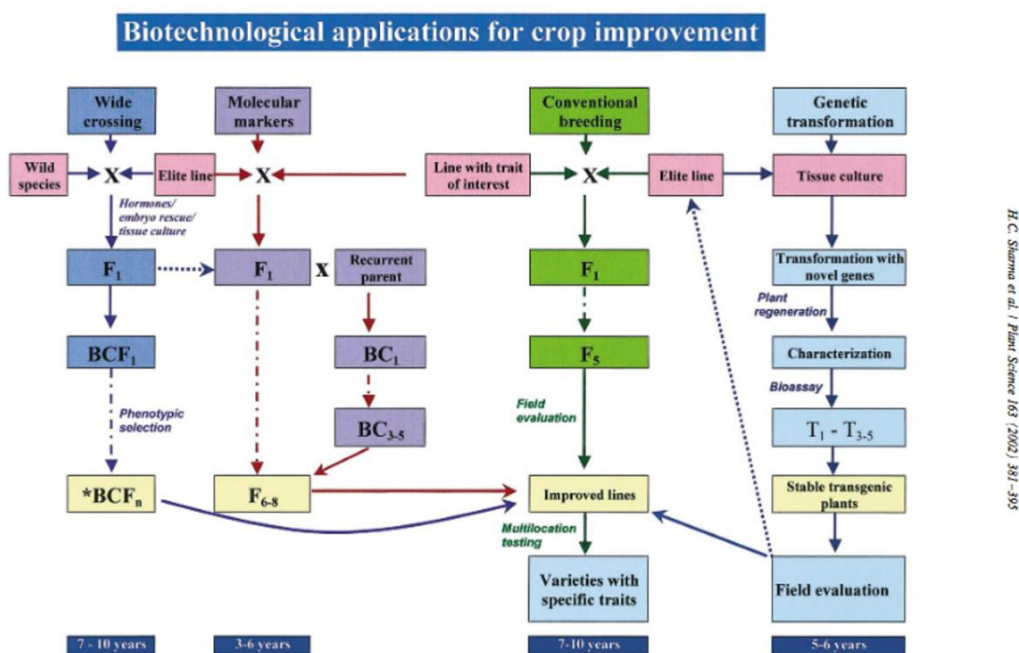 Biotechnological applications for crop improvement
Wide
crossing
Molecular
markers
Conventional
breeding
Genetic
transformation
Wild
species
X
Elite line
X
Line with trait
of interest
X
Elite line
Tissue culture
Hormones/
embryo rescue/
tissue culture
F1
F1
X
Recurrent
parent
F1
Transformation with
novel genes
Plant
regeneration
BCF1
BC1
F5
Characterization
Phenotypic
selection
Field
evaluation
Bioassay
BC3-5
T1 - T3-5
*BCFn
F6-8
Improved lines
Stable transgenic
plants
Multilocation
testing
Varieties with
specific traits
Field evaluation
7 - 10 years
3-6 years
7-10 years
5-6 years
H.C. Sharma et al. / Plant Science 163 (2002) 381-395